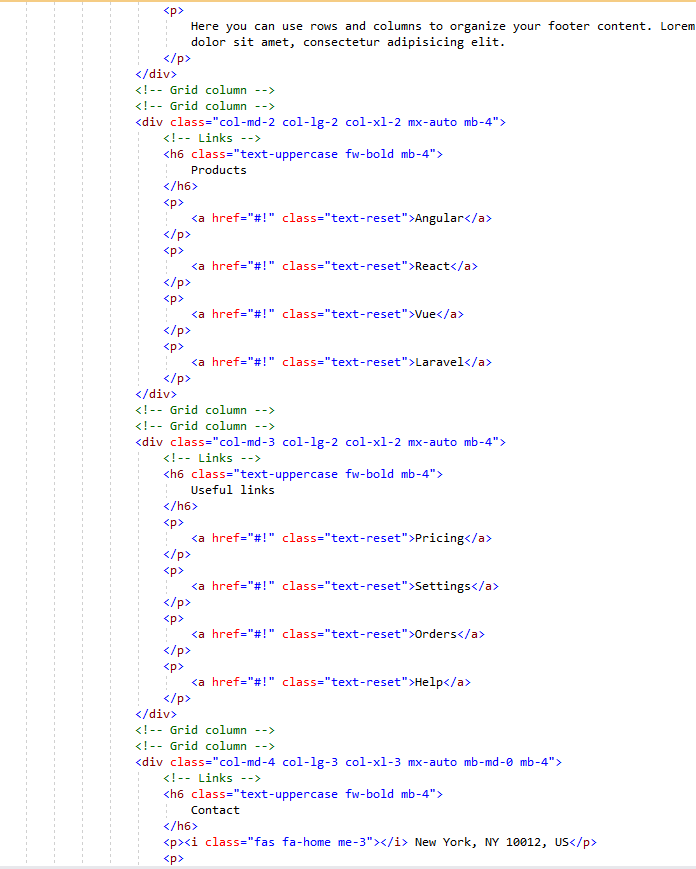 <p>
Here you can use rows and columns to organize your footer content. Lorem
dolor sit amet, consectetur adipisicing elit.
</p>
</div>
<!-- Grid column -->
<!-- Grid column -->
<div class="col-md-2 col-lg-2 col-xl-2 mx-auto mb-4">
<!-- Links -->
<h6 class="text-uppercase fw-bold mb-4">
Products
</h6>
<p>
<a href="#!" class="text-reset">Angular</a>
</p>
<p>
<a href="#!" class="text-reset">React</a>
</p>
<p>
<a href="#!" class="text-reset">Vue</a>
</p>
<p>
<a href="#!" class="text-reset">Laravel</a>
</p>
</div>
<!-- Grid column -->
<!-- Grid column -->
<div class="col-md-3 col-lg-2 col-xl-2 mx-auto mb-4">
<!-- Links -->
<h6 class="text-uppercase fw-bold mb-4">
Useful links
</h6>
<p>
<a href="#!" class="text-reset">Pricing</a>
</p>
<p>
<a href="#!" class="text-reset">Settings</a>
</p>
<p>
<a href="#!" class="text-reset">Orders</a>
</p>
<p>
<a href="#!" class="text-reset">Help</a>
</p>
</div>
<!-- Grid column -->
<!-- Grid column -->
<div class="col-md-4 col-lg-3 col-xl-3 mx-auto mb-md-0 mb-4">
<!-- Links -->
<h6 class="text-uppercase fw-bold mb-4">
Contact
</h6>
<p><i class="fas fa-home me-3"></i> New York, NY 10012, US</p>
<p>